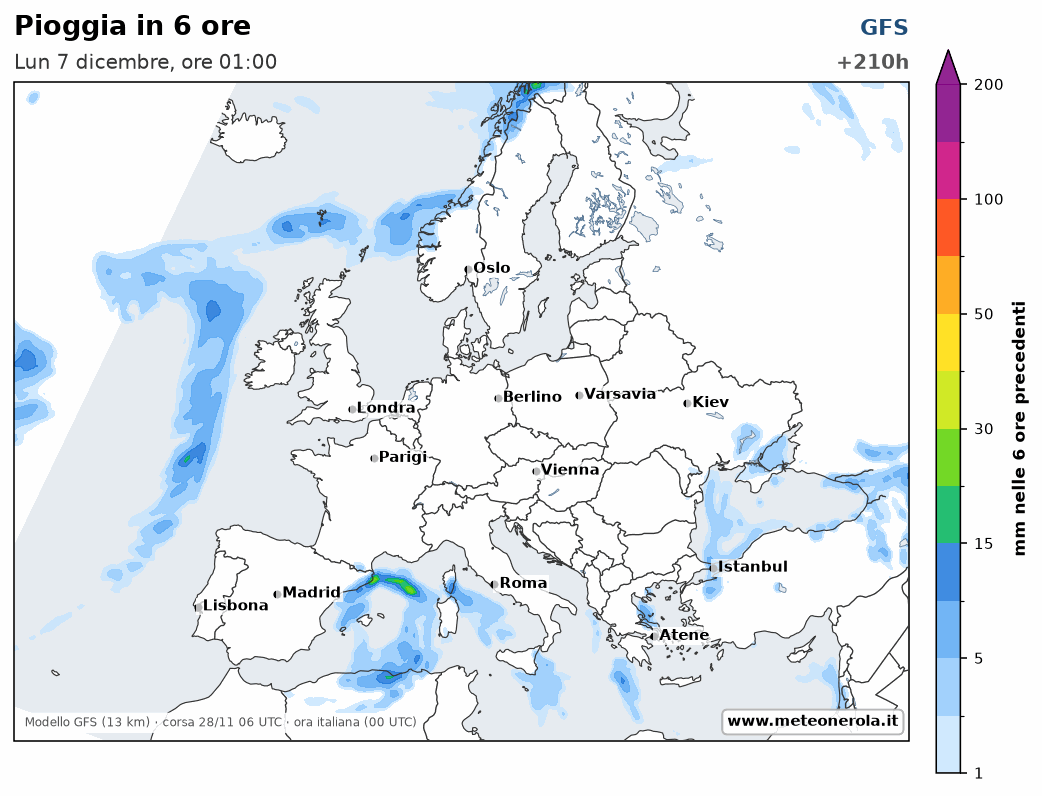 Pioggia in 6 ore
GFS
Lun 7 dicembre, ore 01:00
+210h
200
100
50
30
15
5
1
mm nelle 6 ore precedenti
Oslo
Londra
Berlino
Varsavia
Kiev
Parigi
Vienna
Istanbul
Madrid
Roma
Lisbona
Atene
Modello GFS (13 km) · corsa 28/11 06 UTC · ora italiana (00 UTC)
www.meteonerola.it